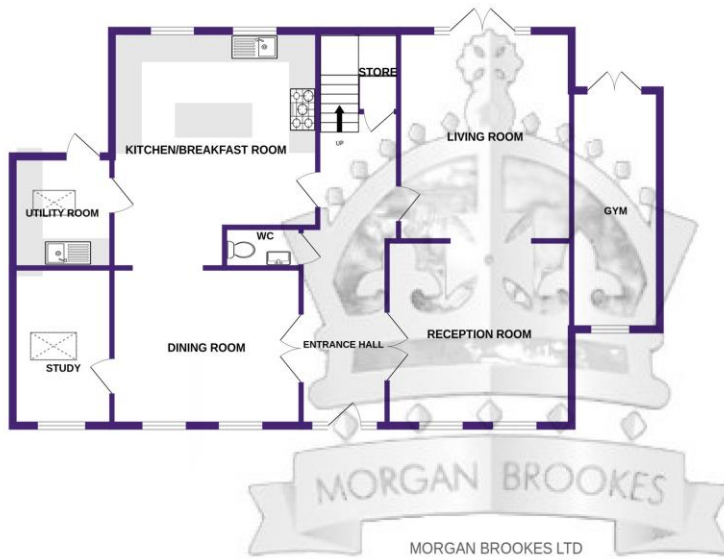 STORE
KITCHEN/BREAKFAST ROOM
LIVING ROOM
UP
UTILITY ROOM
GYM
WC
DINING ROOM
ENTRANCE HALL
RECEPTION ROOM
STUDY
MORGAN BROOKES
MORGAN BROOKES LTD